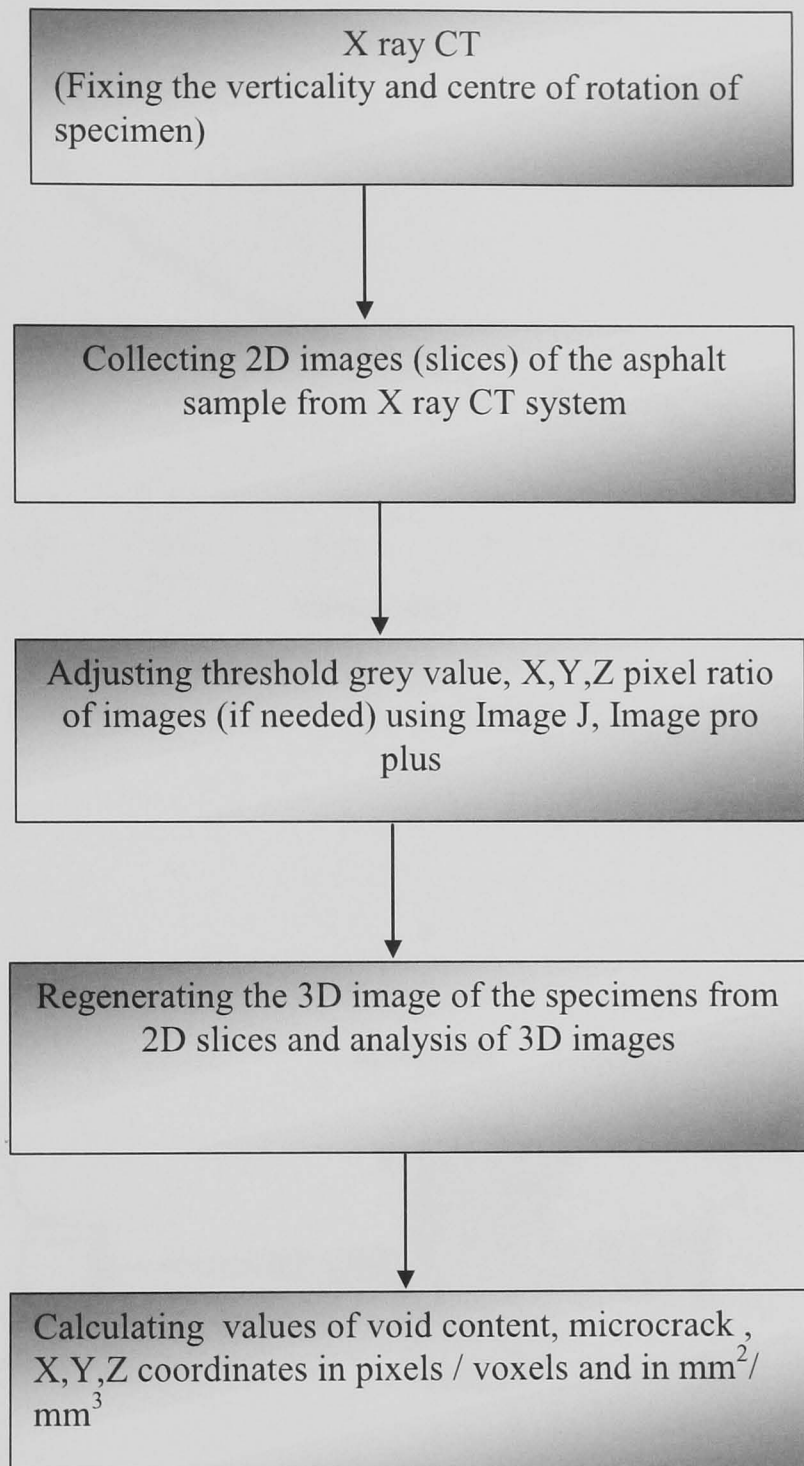 X ray CT
(Fixing the verticality and centre of rotation of
specimen)
Collecting 2D images (slices) of the asphalt
sample from X ray CT system
Adjusting threshold grey value, X,Y,Z pixel ratio
of images (if needed) using Image J, Image pro
plus
Regenerating the 3D image of the specimens from
2D slices and analysis of 3D images
Calculating values of void content, microcrack ,
X,Y,Z coordinates in pixels / voxels and in mm²/
mm³